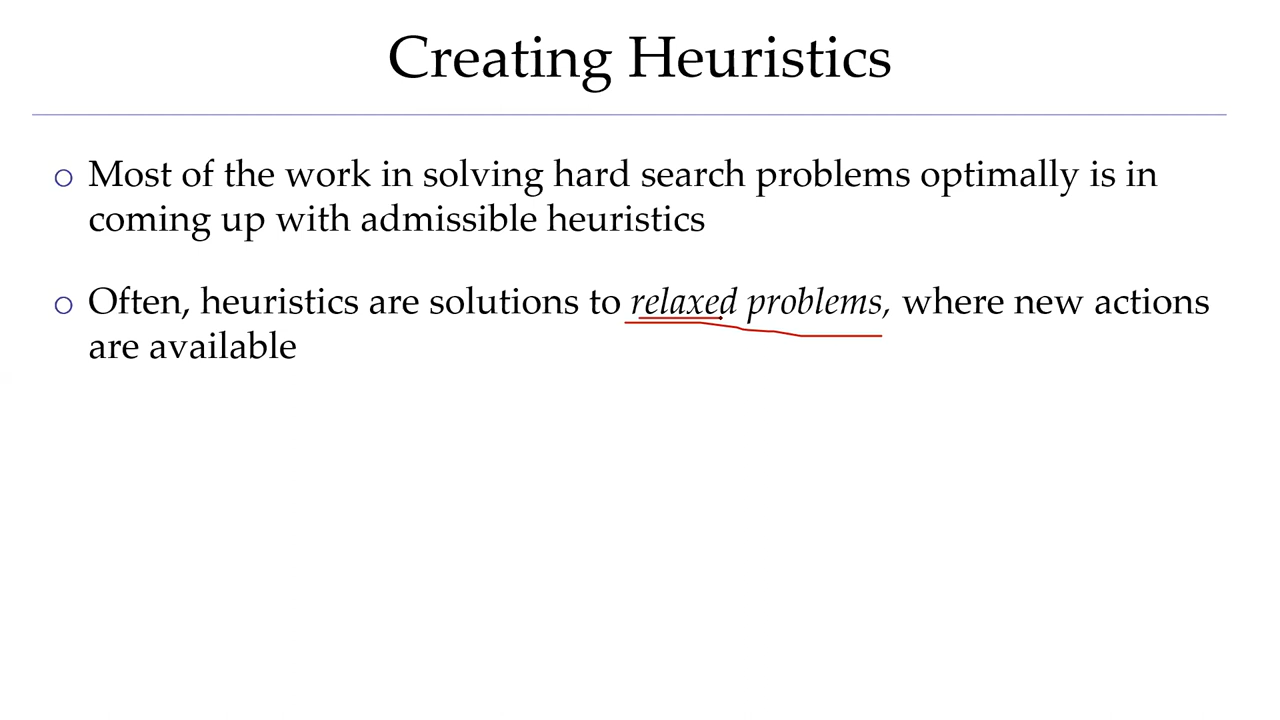 Creating Heuristics
Most of the work in solving hard search problems optimally is in
coming up with admissible heuristics
Often, heuristics are solutions to relaxed problems, where new actions
are available